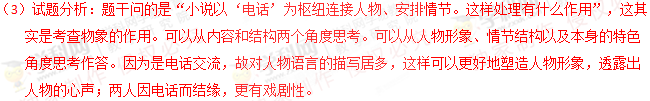 （3）试题分析：题干问的是“小说以‘电话’为枢纽连接人物、安排情节。这样处理有什么作用”，这其
实是考查物象的作用。可以从内容和结构两个角度思考。可以从人物形象、情节结构以及本身的特色
角度思考作答。因为是电话交流，故对人物语言的描写居多，这样可以更好地塑造人物形象，透露出
人物的心声；两人因电话而结缘，更有戏剧性。